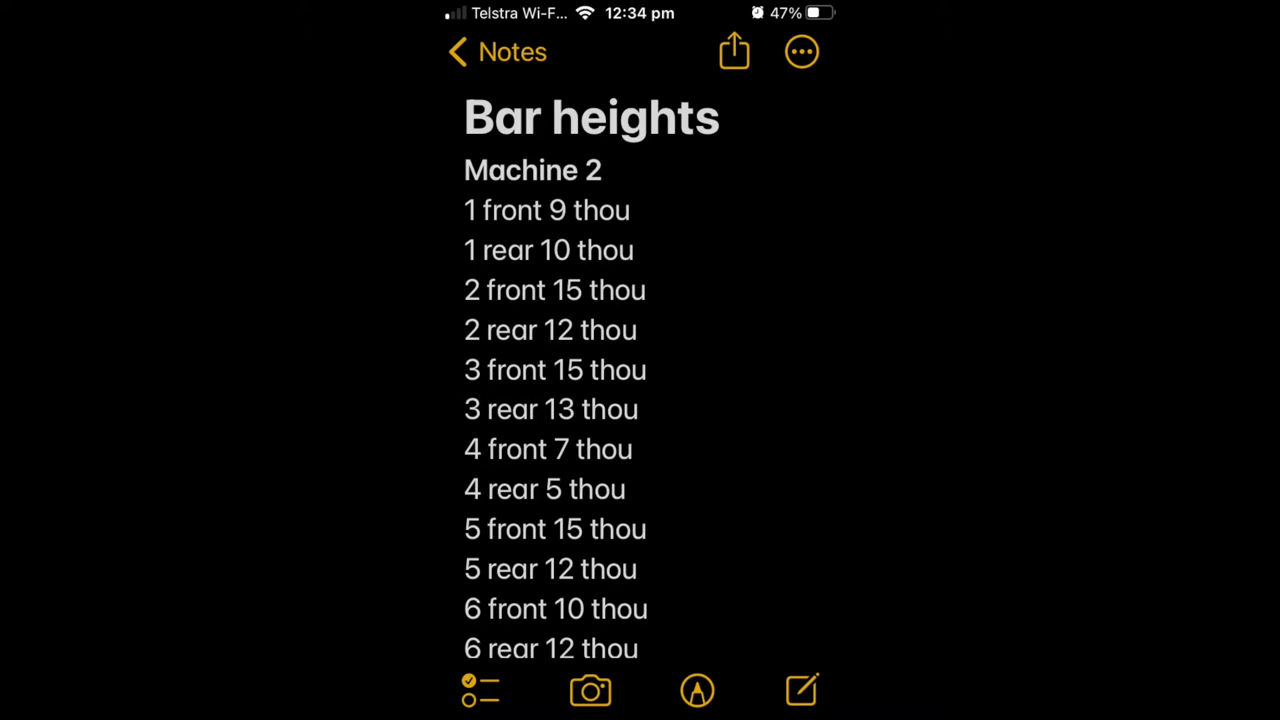 Telstra Wi-F... 12:34 pm 47%
Notes
Bar heights
Machine 2
1 front 9 thou
1 rear 10 thou
2 front 15 thou
2 rear 12 thou
3 front 15 thou
3 rear 13 thou
4 front 7 thou
4 rear 5 thou
5 front 15 thou
5 rear 12 thou
6 front 10 thou
6 rear 12 thou